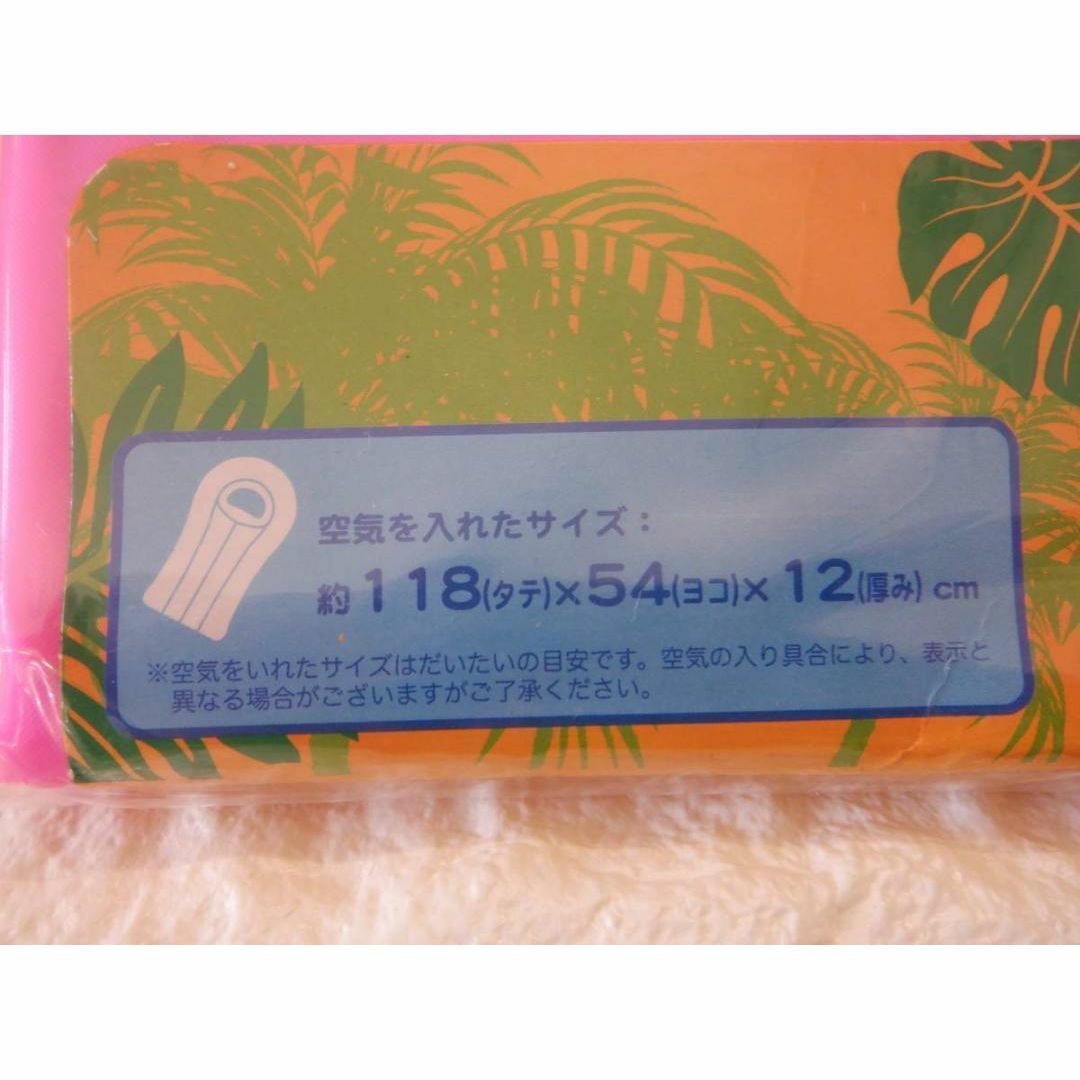 空気を入れたサイズ：
約118(タテ)×54(ヨコ)×12(厚み)cm
※空気をいれたサイズはだいたいの目安です。空気の入り具合により、表示と
異なる場合がございますがご了承ください。